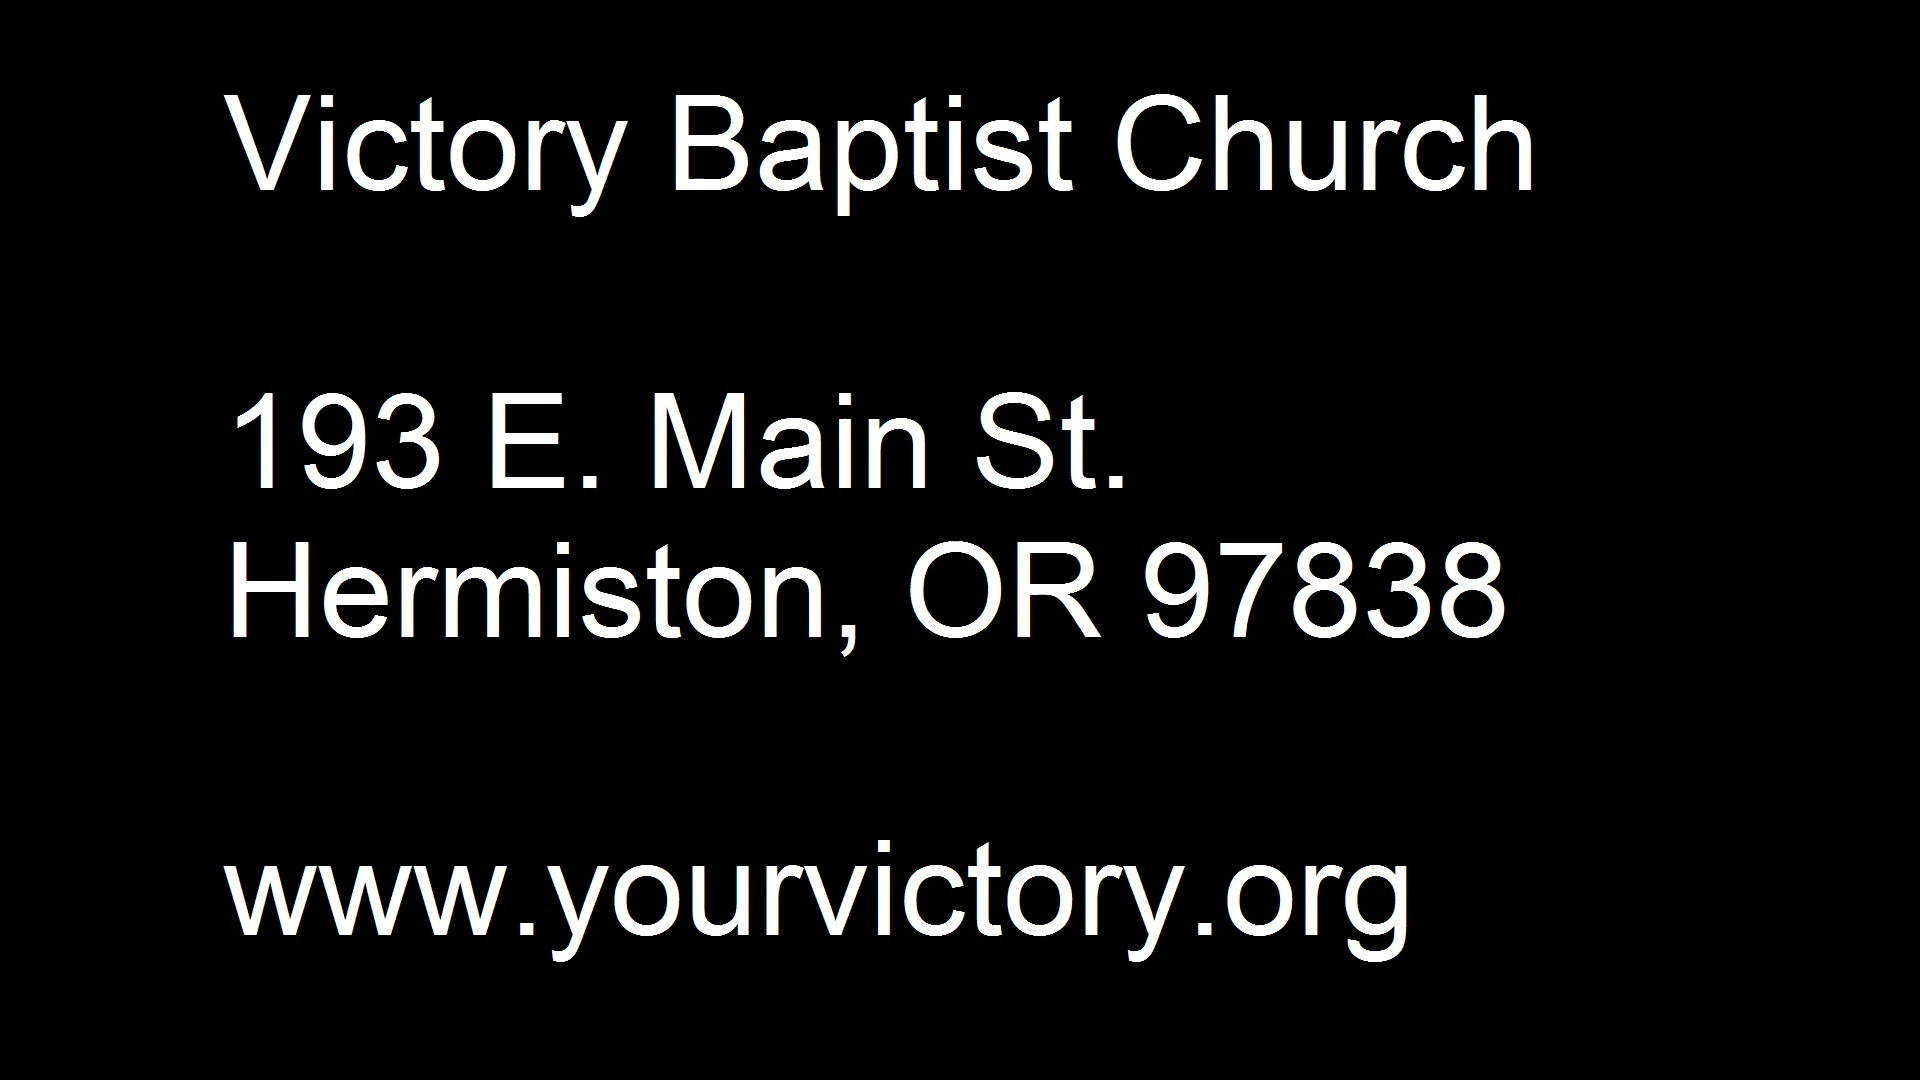 Victory Baptist Church
193 E. Main St.
Hermiston, OR 97838
www.yourvictory.org